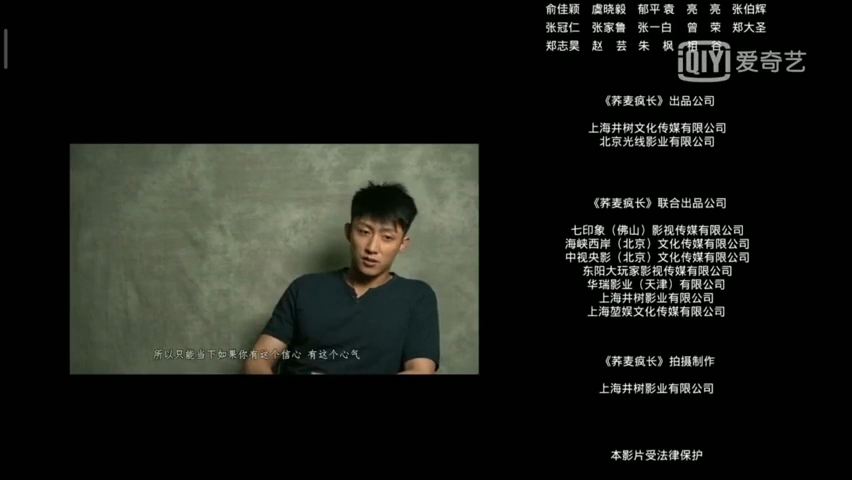 俞佳颖 虞晓毅 郁平袁 亮 亮 张伯辉
张冠仁 张家鲁 张一白 曾 荣 郑大圣
郑志昊 赵 芸 朱 枫 祖 谷
iQIYI 爱奇艺
《荞麦疯长》出品公司
上海井树文化传媒有限公司
北京光线影业有限公司
《荞麦疯长》联合出品公司
七印象（佛山）影视传媒有限公司
海峡西岸（北京）文化传媒有限公司
中视央影（北京）文化传媒有限公司
东阳大玩家影视传媒有限公司
华瑞影业（天津）有限公司
上海井树影业有限公司
上海堃娱文化传媒有限公司
所以只能当下如果你有这个信心 有这个心气
《荞麦疯长》拍摄制作
上海井树影业有限公司
本影片受法律保护